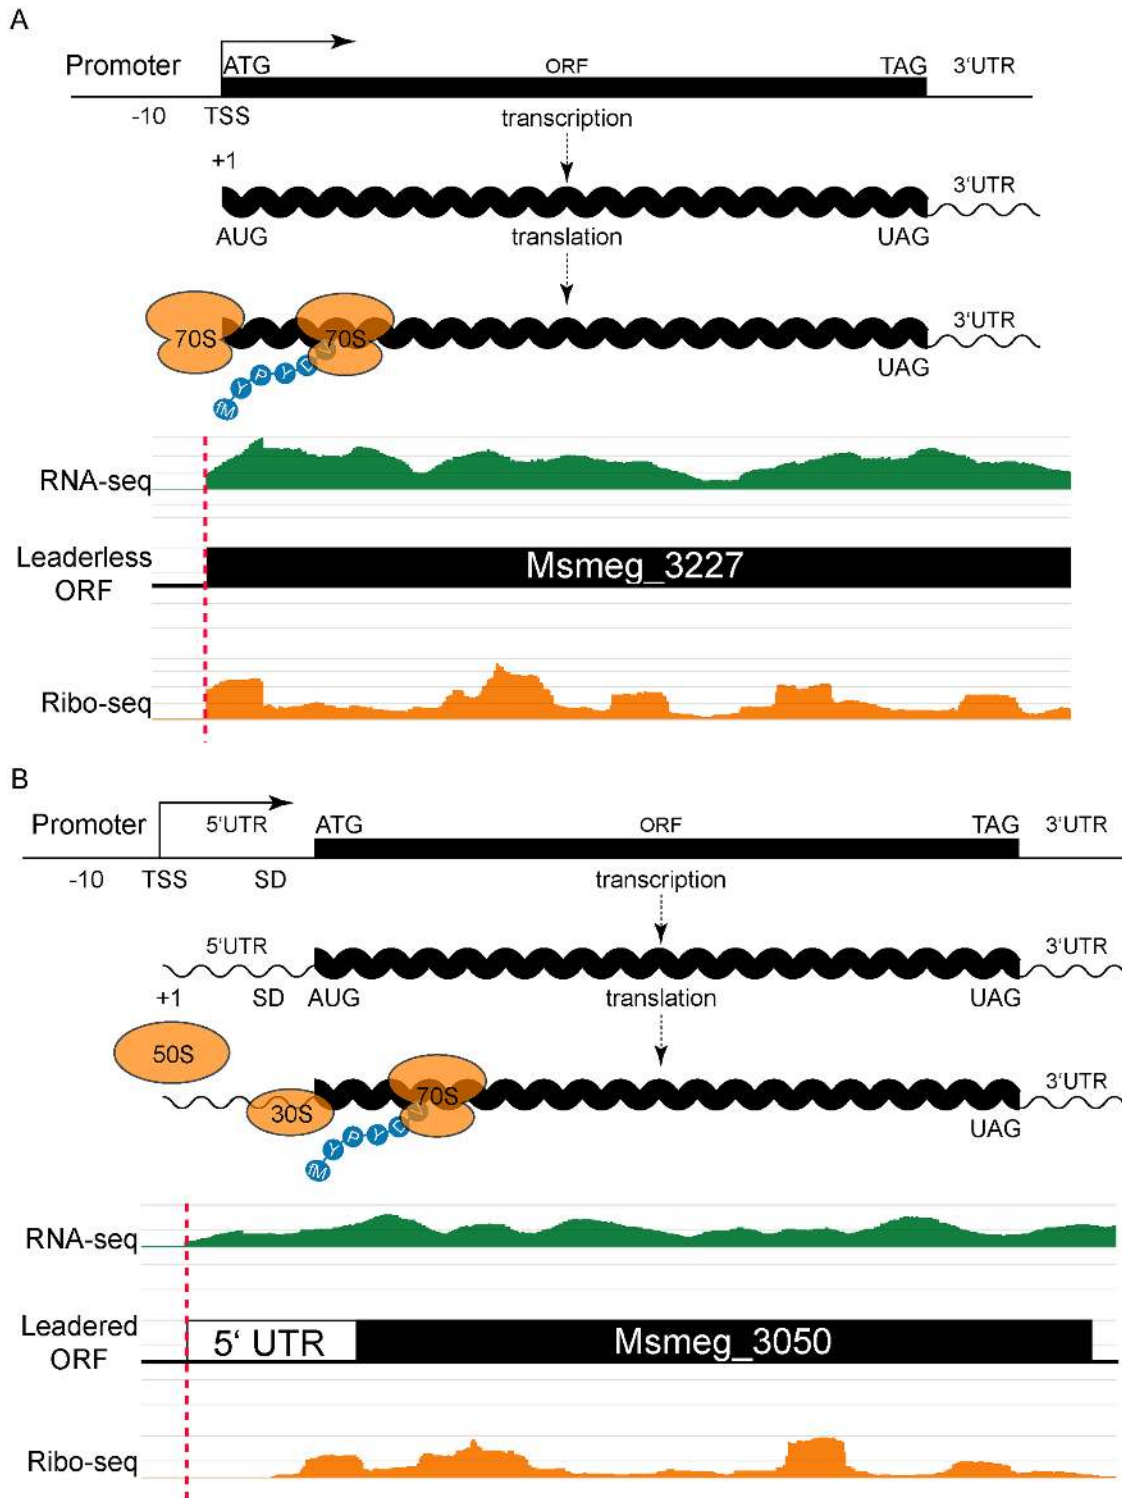 A
Promoter ATG ORF TAG 3‘UTR
-10 TSS transcription
+1
3‘UTR
AUG translation UAG
70S 70S 3‘UTR
UAG
fM Y P Y D
RNA-seq
Leaderless
ORF
Msmeg_3227
Ribo-seq
B
Promoter 5‘UTR ATG ORF TAG 3‘UTR
-10 TSS SD transcription
5‘UTR 3‘UTR
+1 SD AUG translation UAG
50S
30S 70S 3‘UTR
UAG
fM Y P Y D
RNA-seq
Leadered
ORF
5‘ UTR Msmeg_3050
Ribo-seq